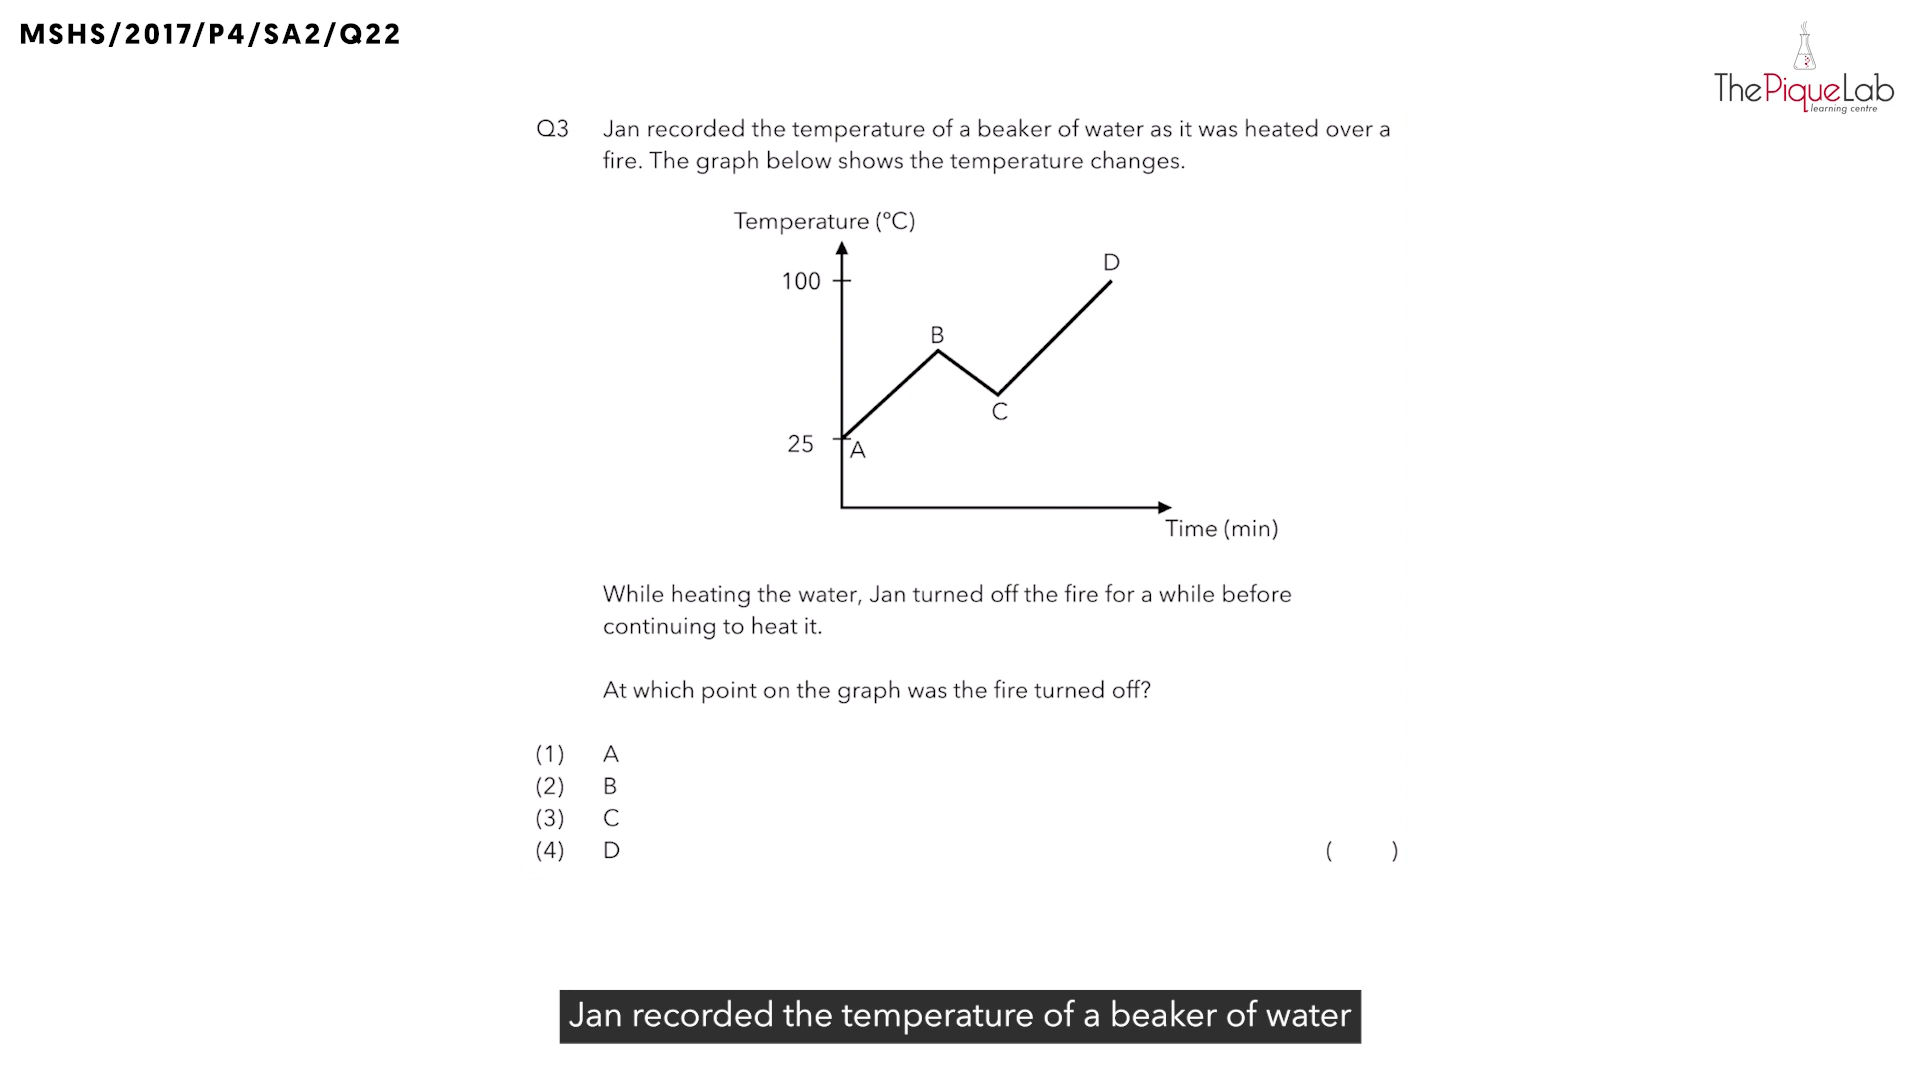 MSHS/2017/P4/SA2/Q22
ThePiqueLab
learning centre
Q3 Jan recorded the temperature of a beaker of water as it was heated over a
fire. The graph below shows the temperature changes.
Temperature (ºC)
100
D
B
C
25
A
Time (min)
While heating the water, Jan turned off the fire for a while before
continuing to heat it.
At which point on the graph was the fire turned off?
(1) A
(2) B
(3) C
(4) D ( )
Jan recorded the temperature of a beaker of water